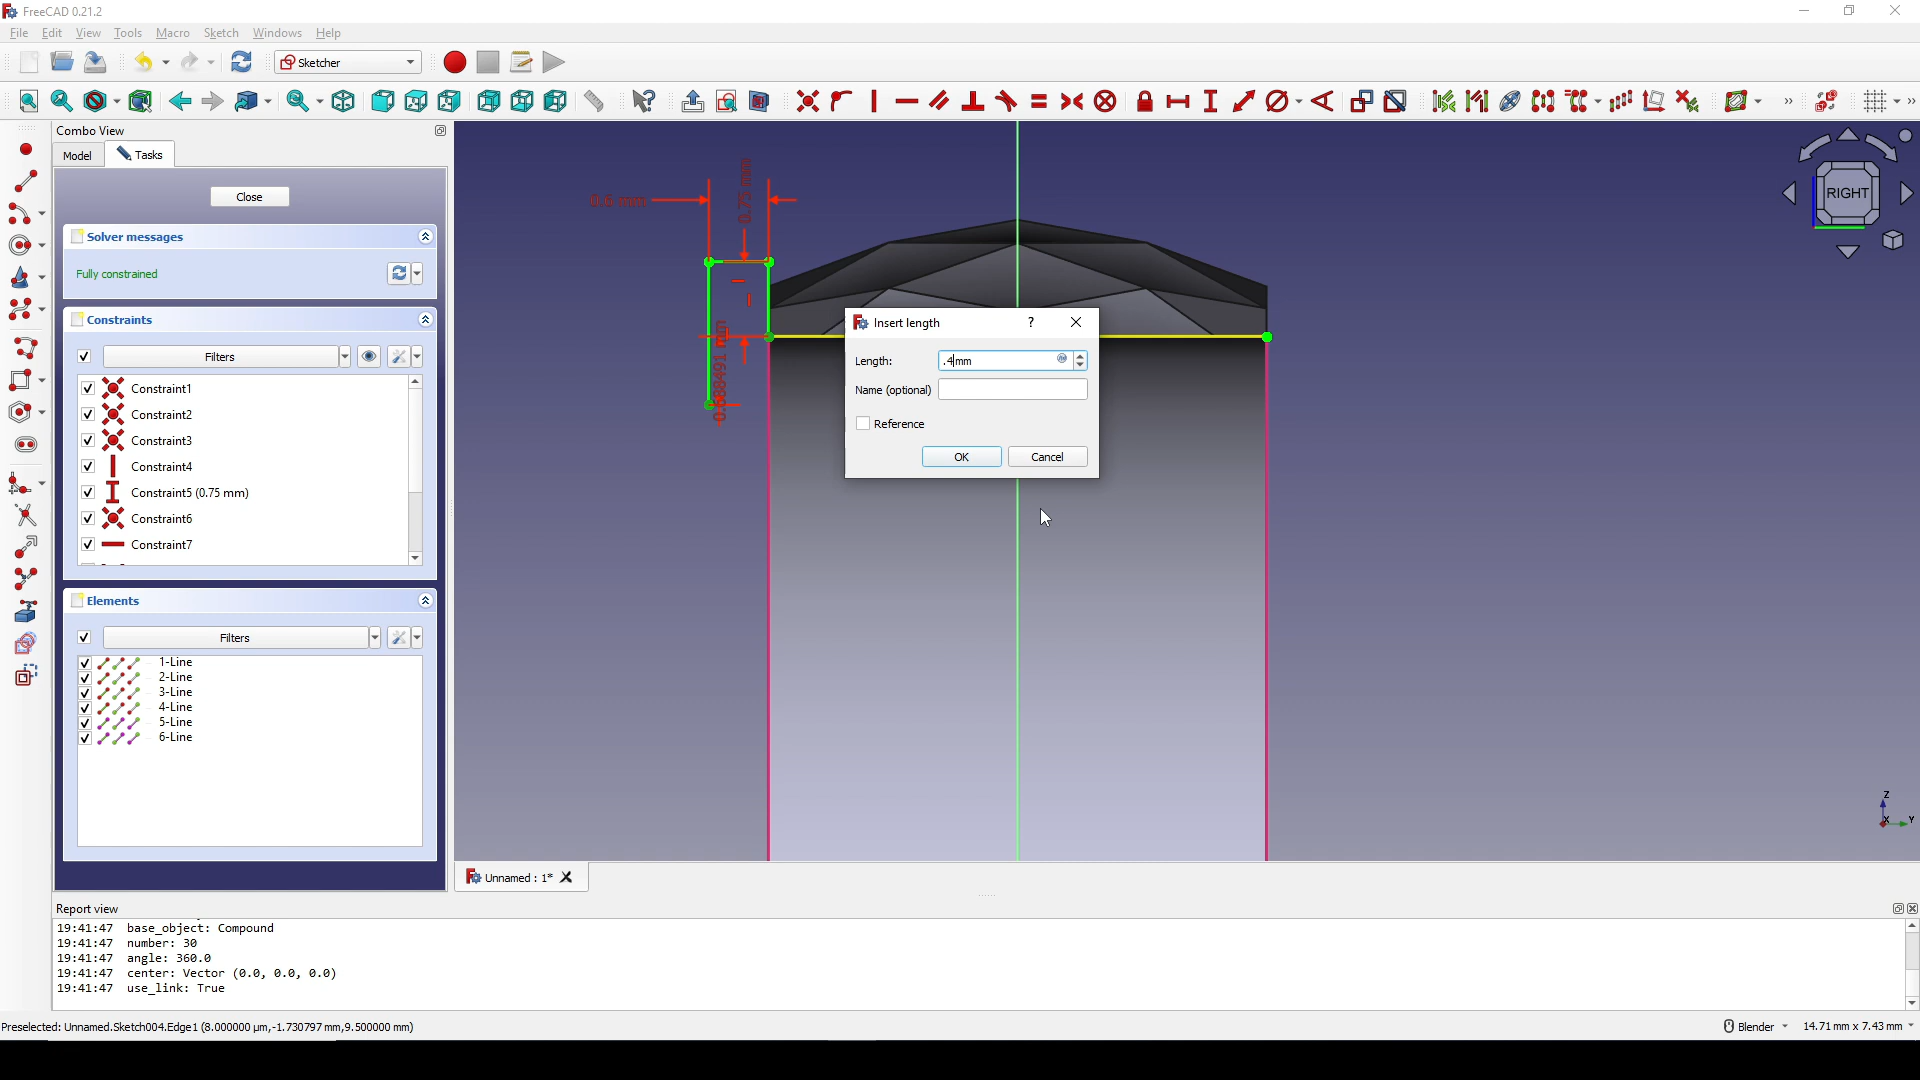 FreeCAD 0.21.2
File Edit View Tools Macro Sketch Windows Help
Sketcher
Combo View
Model Tasks
Close
Solver messages
Fully constrained
Constraints
Filters
Constraint1
Constraint2
Constraint3
Constraint4
Constraint5 (0.75 mm)
Constraint6
Constraint7
Elements
Filters
1-Line
2-Line
3-Line
4-Line
5-Line
6-Line
0.6 mm
0.75 mm
RIGHT
Insert length ?
Length: .4mm
Name (optional)
Reference
OK Cancel
Z
X Y
Unnamed : 1*
Report view
19:41:47 base_object: Compound
19:41:47 number: 30
19:41:47 angle: 360.0
19:41:47 center: Vector (0.0, 0.0, 0.0)
19:41:47 use_link: True
Preselected: Unnamed.Sketch004.Edge1 (8.000000 µm,-1.730797 mm,9.500000 mm)
Blender 14.71 mm x 7.43 mm